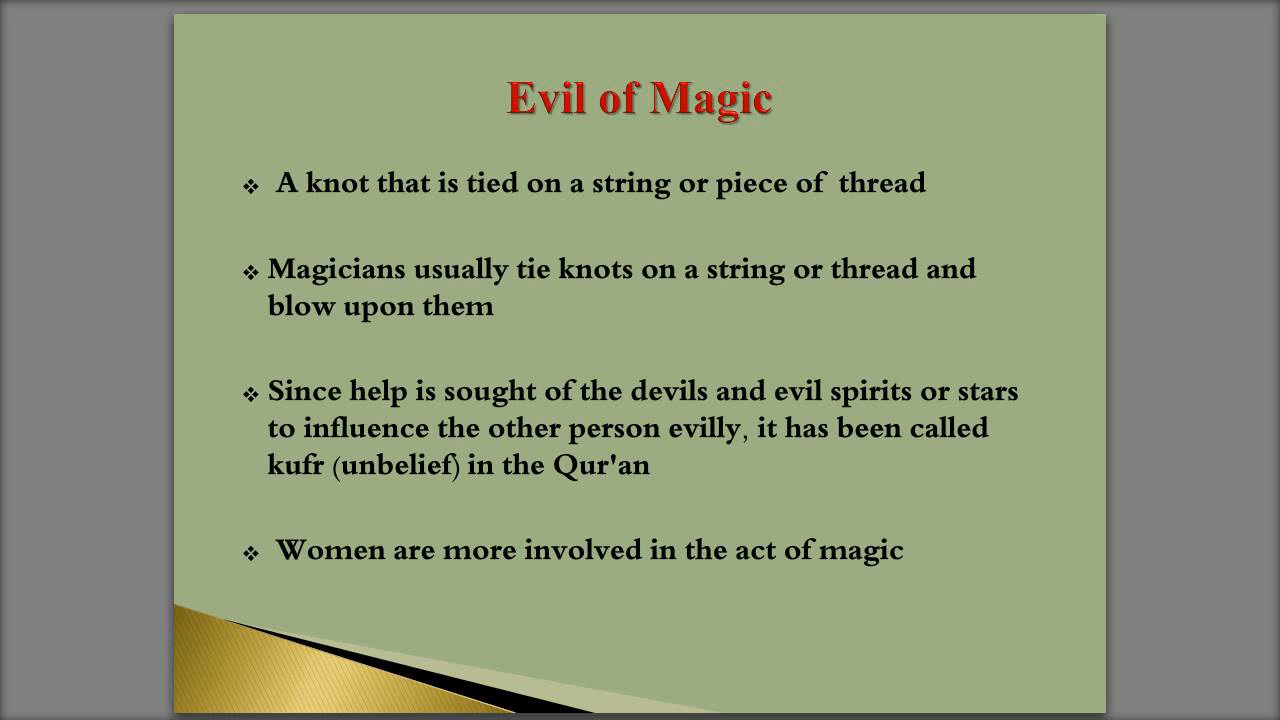 Evil of Magic
❖ A knot that is tied on a string or piece of thread
❖ Magicians usually tie knots on a string or thread and
blow upon them
❖ Since help is sought of the devils and evil spirits or stars
to influence the other person evilly, it has been called
kufr (unbelief) in the Qur'an
❖ Women are more involved in the act of magic